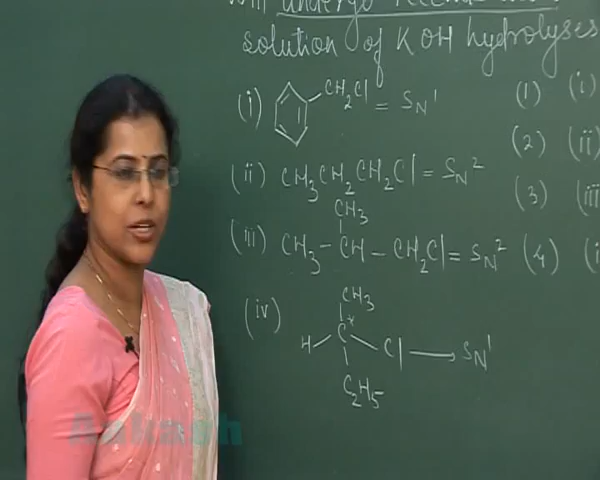 will undergo
solution of KOH hydrolyses
(i) CH2Cl = SN1 (1) (i)
(2) (ii)
(ii) CH3CH2CH2Cl = SN2
(3) (iii
CH3
(iii) CH3 – CH – CH2Cl = SN2 (4) (i
(iv) CH3
H C* Cl → SN1
C2H5
Aakash